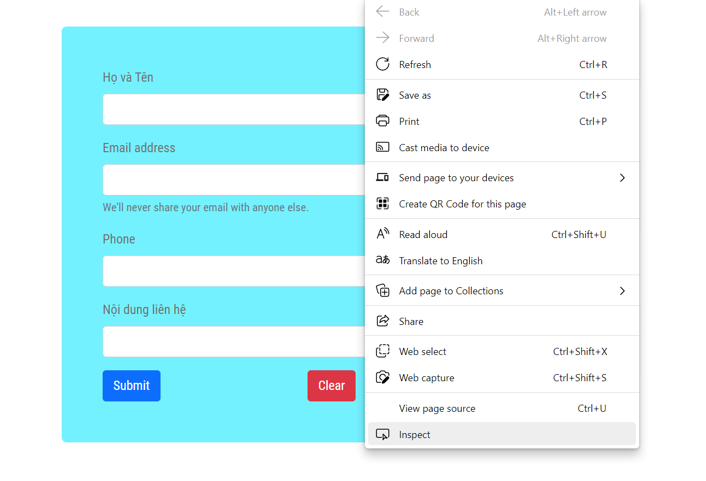 Họ và Tên
Email address
We'll never share your email with anyone else.
Phone
Nội dung liên hệ
Submit
Clear
Back Alt+Left arrow
Forward Alt+Right arrow
Refresh Ctrl+R
Save as Ctrl+S
Print Ctrl+P
Cast media to device
Send page to your devices
Create QR Code for this page
Read aloud Ctrl+Shift+U
Translate to English
Add page to Collections
Share
Web select Ctrl+Shift+X
Web capture Ctrl+Shift+S
View page source Ctrl+U
Inspect